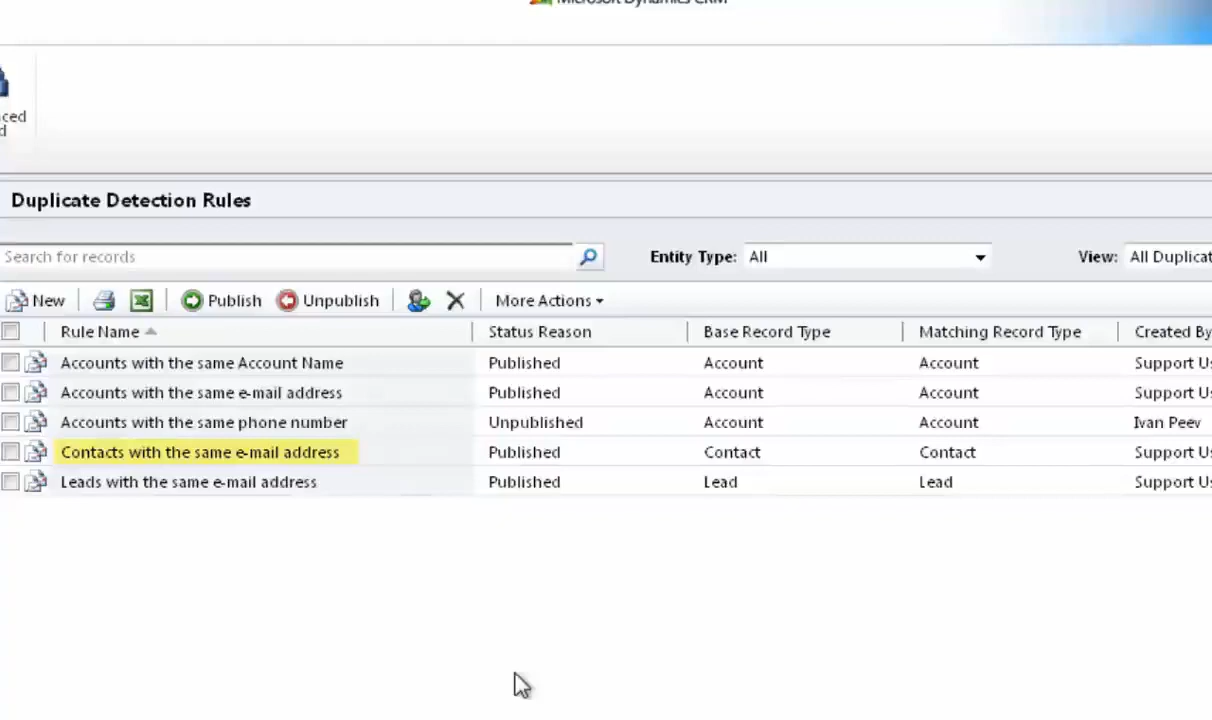 Microsoft Dynamics CRM
Duplicate Detection Rules
Search for records Entity Type: All View: All Duplicat
New Publish Unpublish More Actions
Rule Name Status Reason Base Record Type Matching Record Type Created By
Accounts with the same Account Name Published Account Account Support Us
Accounts with the same e-mail address Published Account Account Support Us
Accounts with the same phone number Unpublished Account Account Ivan Peev
Contacts with the same e-mail address Published Contact Contact Support Us
Leads with the same e-mail address Published Lead Lead Support Us